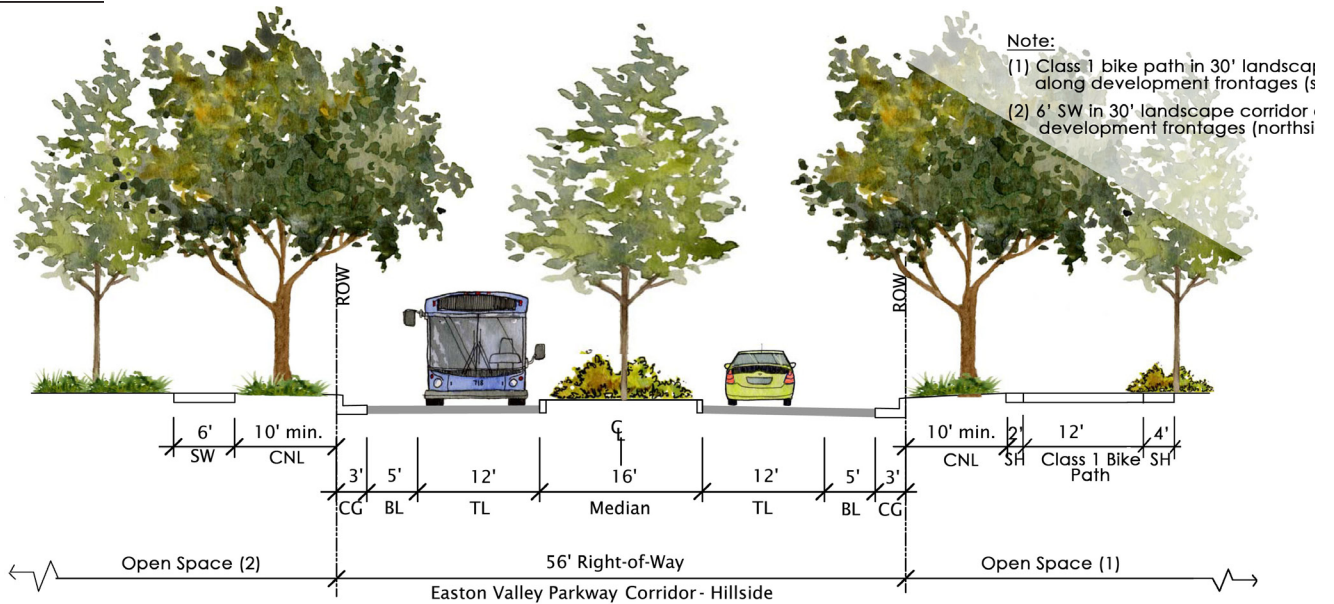 Note:
(1) Class 1 bike path in 30' landscap
along development frontages (s
(2) 6' SW in 30' landscape corridor
development frontages (northsi
ROW
ROW
TLE
℄
6' 10' min. 10' min. 2' 12' 4'
SW CNL CNL SH Class 1 Bike SH
Path
3' 5' 12' 16' 12' 5' 3'
CG BL TL Median TL BL CG
Open Space (2) 56' Right-of-Way Open Space (1)
Easton Valley Parkway Corridor - Hillside